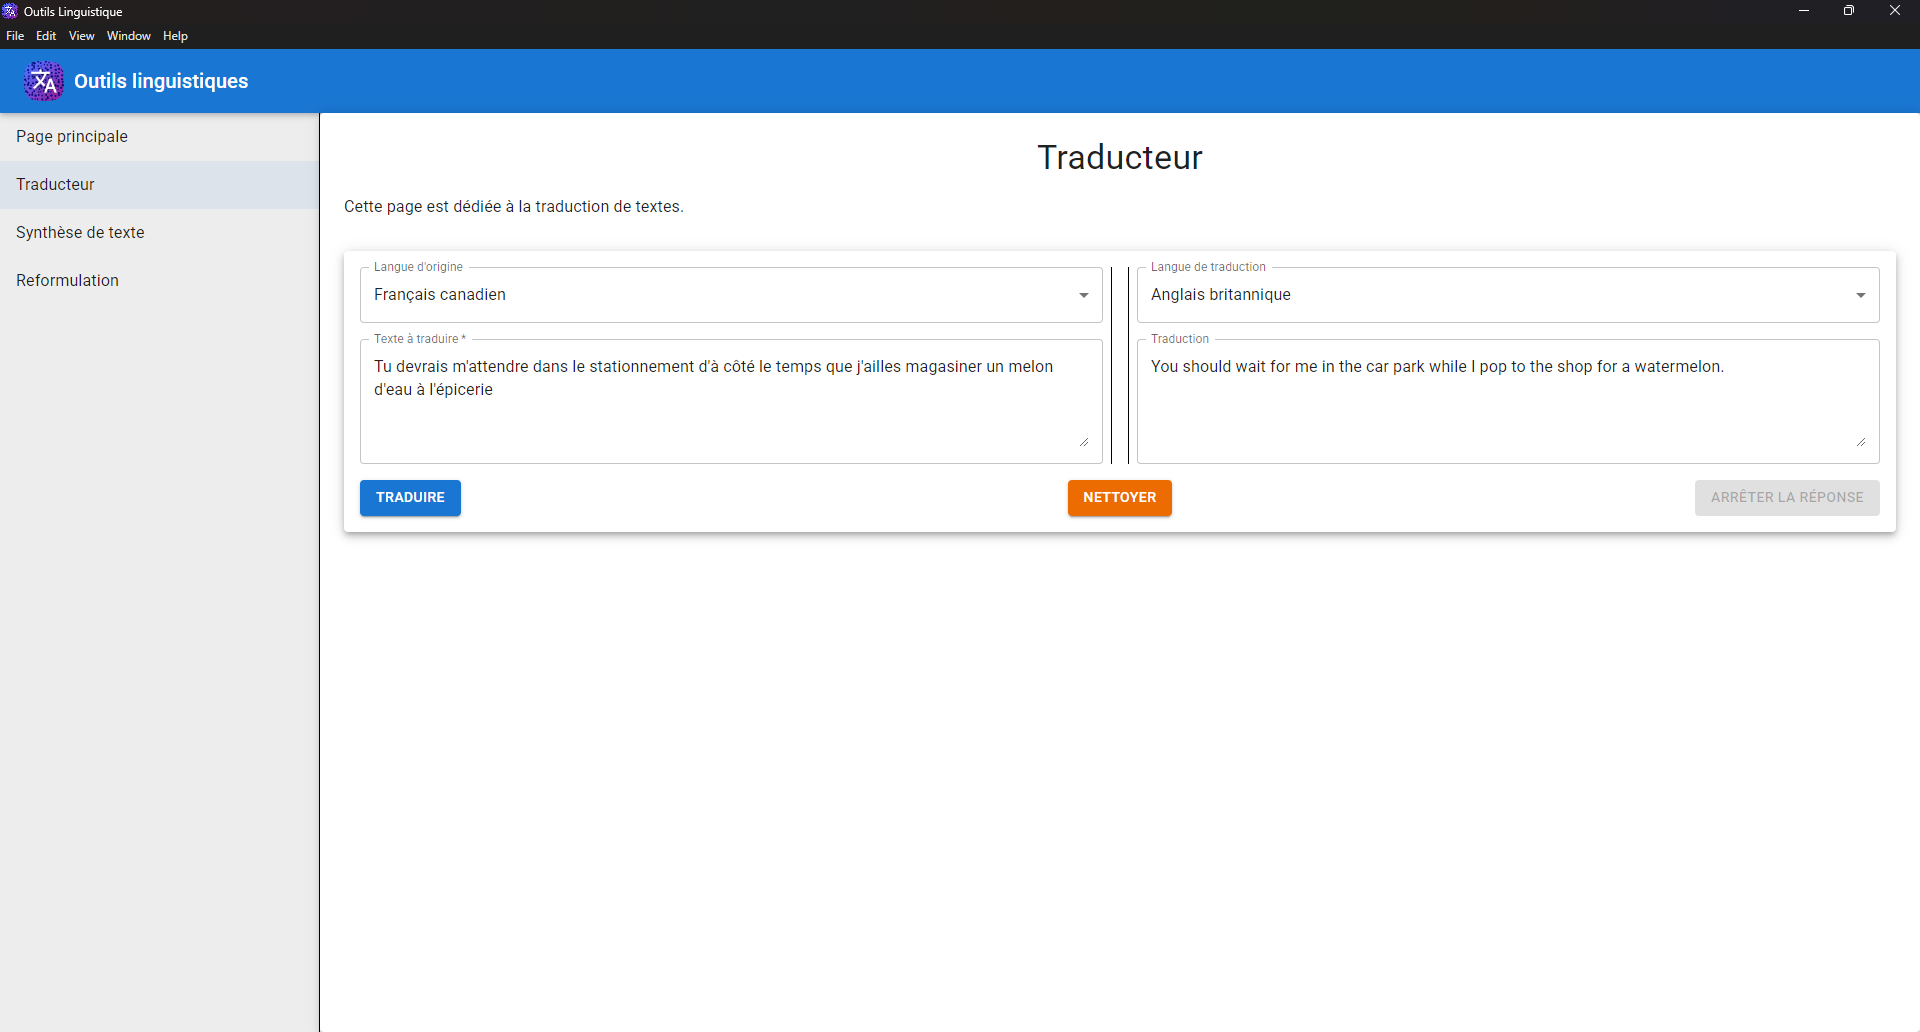 Outils Linguistique
File Edit View Window Help
Outils linguistiques
Page principale
Traducteur
Synthèse de texte
Reformulation
Traducteur
Cette page est dédiée à la traduction de textes.
Langue d'origine
Français canadien
Langue de traduction
Anglais britannique
Texte à traduire *
Tu devrais m'attendre dans le stationnement d'à côté le temps que j'ailles magasiner un melon
d'eau à l'épicerie
Traduction
You should wait for me in the car park while I pop to the shop for a watermelon.
TRADUIRE
NETTOYER
ARRÊTER LA RÉPONSE